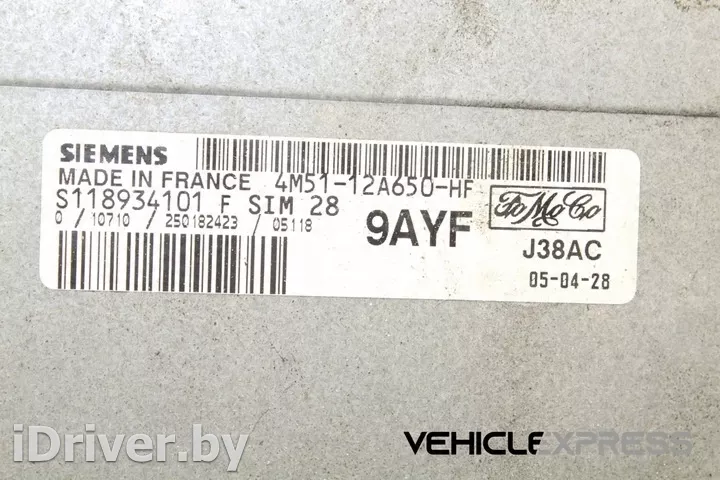 SIEMENS
MADE IN FRANCE 4M51-12A650-HF
S118934101 F SIM 28
0 / 10710 / 250182423 / 05118
9AYF
FoMoCo
J38AC
05-04-28
iDriver.by
VEHICLEEXPRESS